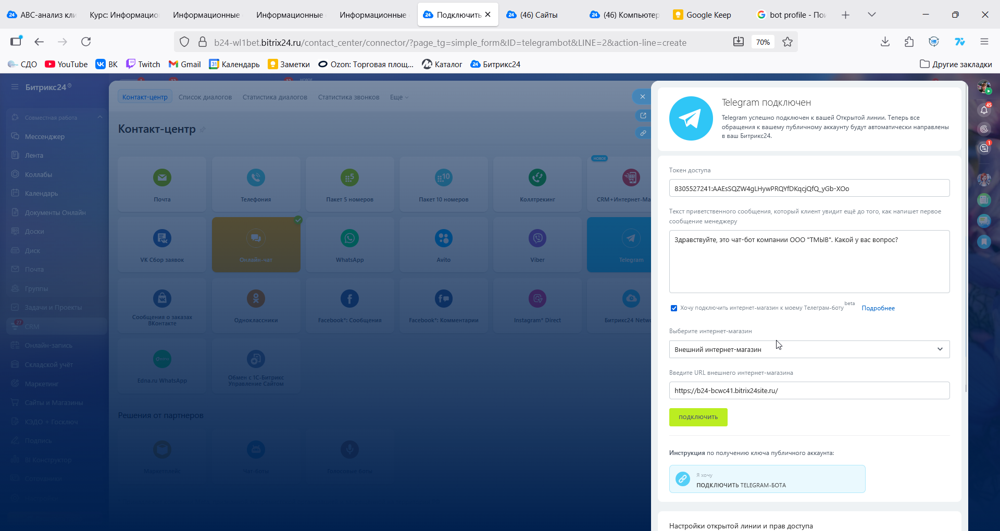 АВС-анализ кли
Курс: Информацио
Информационные
Информационные
Информационные
Подключить
(46) Сайты
(46) Компьютер
Google Keep
bot profile - Пои
b24-wl1bet.bitrix24.ru/contact_center/connector/?page_tg=simple_form&ID=telegrambot&LINE=2&action-line=create
70%
СДО
YouTube
ВК
Twitch
Gmail
Календарь
Заметки
Ozon: Торговая площ...
Каталог
Битрикс24
Другие закладки
Битрикс24
Совместная работа
Мессенджер
Лента
Коллабы
Календарь
Документы Онлайн
Доски
Диск
Почта
Группы
Задачи и Проекты
27
CRM
Онлайн-запись
Складской учёт
Маркетинг
Сайты и Магазины
КЭДО + Госключ
Подпись
BI Конструктор
Сотрудники
Контакт-центр
Список диалогов
Статистика диалогов
Статистика звонков
Еще
Контакт-центр
Почта
Телефония
Пакет 5 номеров
Пакет 10 номеров
Коллтрекинг
НОВОЕ
CRM+Интернет-Ма
VK Сбор заявок
Онлайн-чат
WhatsApp
Avito
Viber
Telegram
Сообщения о заказах
ВКонтакте
Одноклассники
Facebook*: Сообщения
Facebook*: Комментарии
Instagram* Direct
Битрикс24 Netwo
Edna.ru WhatsApp
Обмен с 1С-Битрикс
Управление Сайтом
Решения от партнеров
Маркетплейс
Чат-боты
Голосовые боты
Telegram подключен
Telegram успешно подключен к вашей Открытой линии. Теперь все
обращения к вашему публичному аккаунту будут автоматически направлены
в ваш Битрикс24.
Токен доступа
8305527241:AAEsSQZW4gLHywPRQYfDKqcjQfQ_yGb-XOo
Текст приветственного сообщения, который клиент увидит ещё до того, как напишет первое
сообщение менеджеру
Здравствуйте, это чат-бот компании ООО "ТМЫВ". Какой у вас вопрос?
Хочу подключить интернет-магазин к моему Телеграм-боту beta
Подробнее
Выберите интернет-магазин
Внешний интернет-магазин
Введите URL внешнего интернет-магазина
https://b24-bcwc41.bitrix24site.ru/
ПОДКЛЮЧИТЬ
Инструкция по получению ключа публичного аккаунта:
Я хочу
ПОДКЛЮЧИТЬ TELEGRAM-БОТА
Настройки открытой линии и прав доступа
45
1